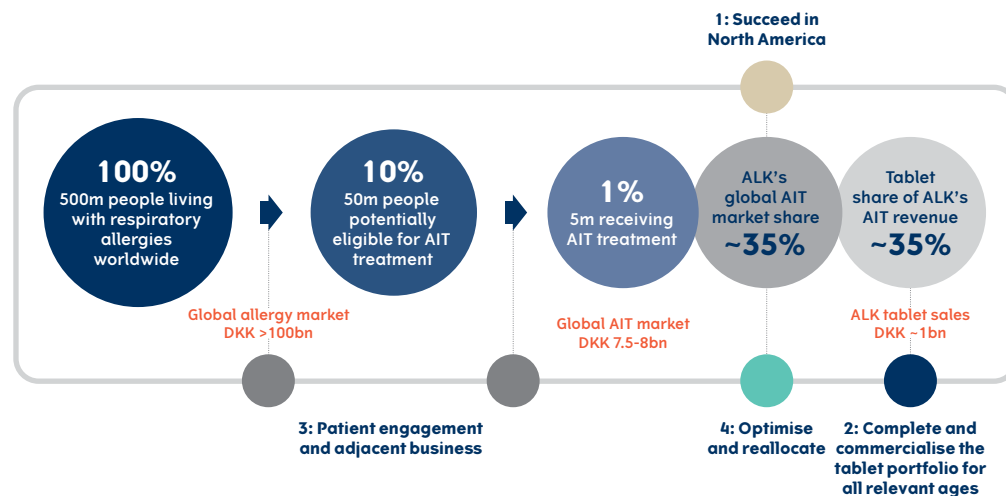 1: Succeed in
North America
100%
500m people living
with respiratory
allergies
worldwide
10%
50m people
potentially
eligible for AIT
treatment
1%
5m receiving
AIT treatment
ALK's
global AIT
market share
~35%
Tablet
share of ALK's
AIT revenue
~35%
Global allergy market
DKK >100bn
Global AIT market
DKK 7.5-8bn
ALK tablet sales
DKK ~1bn
3: Patient engagement
and adjacent business
4: Optimise
and reallocate
2: Complete and
commercialise the
tablet portfolio for
all relevant ages